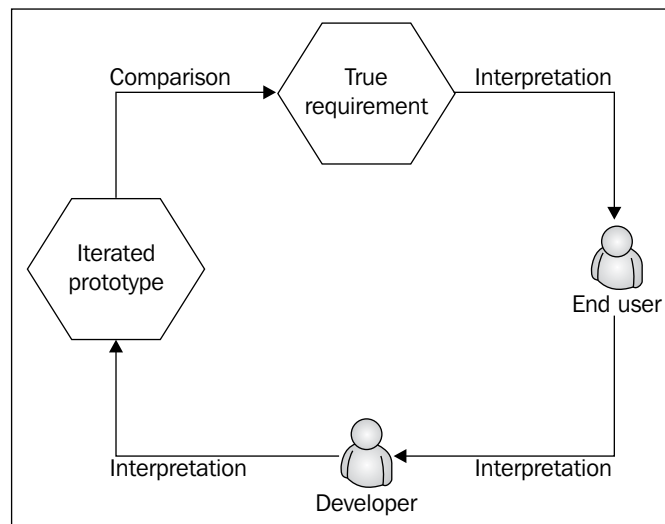 Comparison
True
requirement
Interpretation
Iterated
prototype
End user
Interpretation
Interpretation
Developer